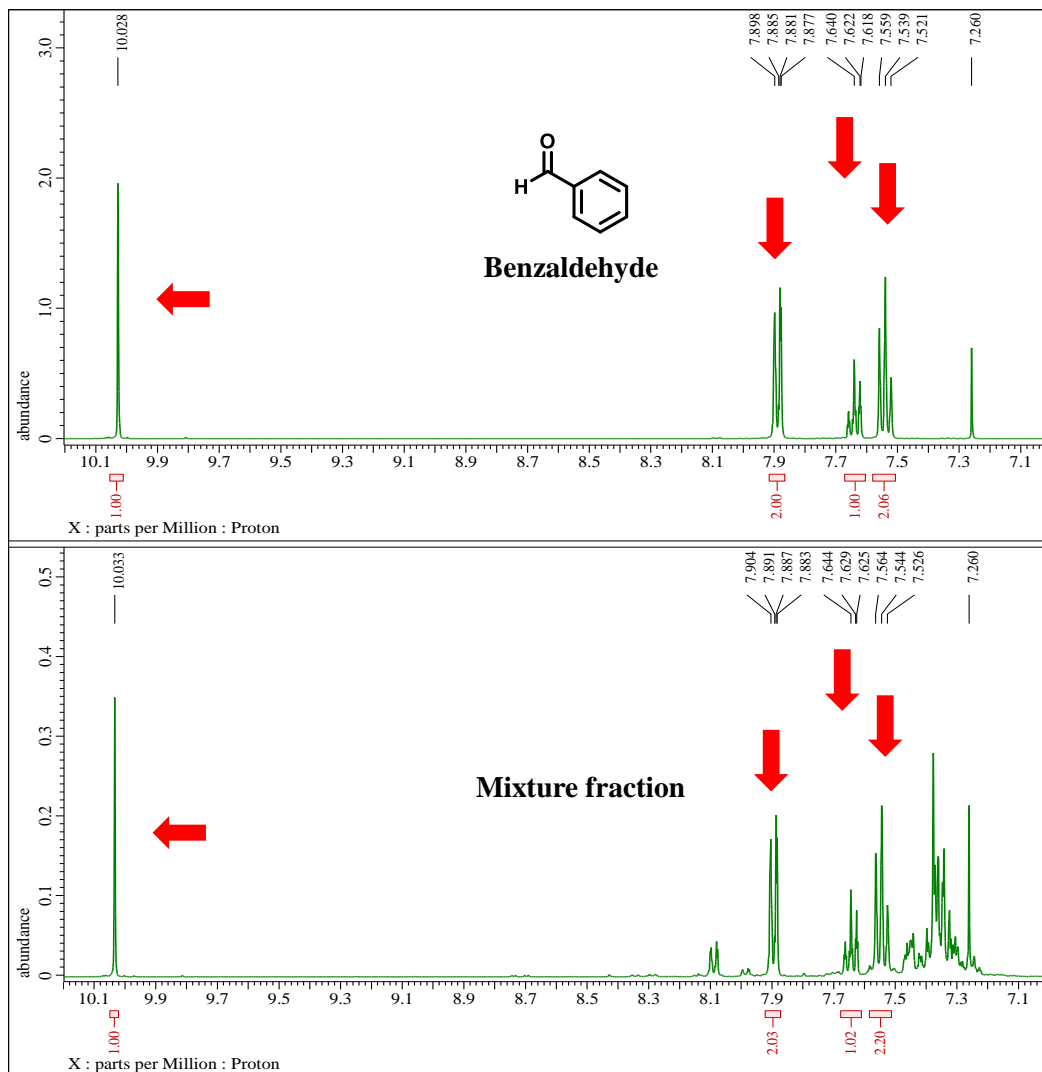 10.028 7.898 7.885 7.881 7.877 7.640 7.622 7.618 7.559 7.539 7.521 7.260
3.0
2.0
1.0
0
abundance
O
H
Benzaldehyde
10.1 9.9 9.7 9.5 9.3 9.1 8.9 8.7 8.5 8.3 8.1 7.9 7.7 7.5 7.3 7.1
1.00 2.00 1.00 2.06
X : parts per Million : Proton
10.033 7.904 7.891 7.887 7.883 7.644 7.629 7.625 7.564 7.544 7.526 7.260
0.5
0.4
0.3
0.2
0.1
0
abundance
Mixture fraction
10.1 9.9 9.7 9.5 9.3 9.1 8.9 8.7 8.5 8.3 8.1 7.9 7.7 7.5 7.3 7.1
1.00 2.03 1.02 2.20
X : parts per Million : Proton